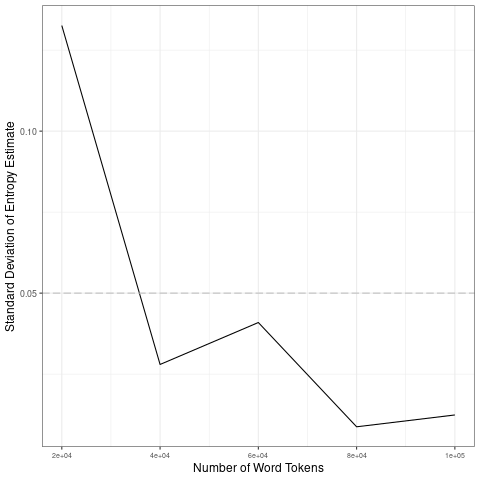 Standard Deviation of Entropy Estimate
0.10
0.05
2e+04 4e+04 6e+04 8e+04 1e+05
Number of Word Tokens